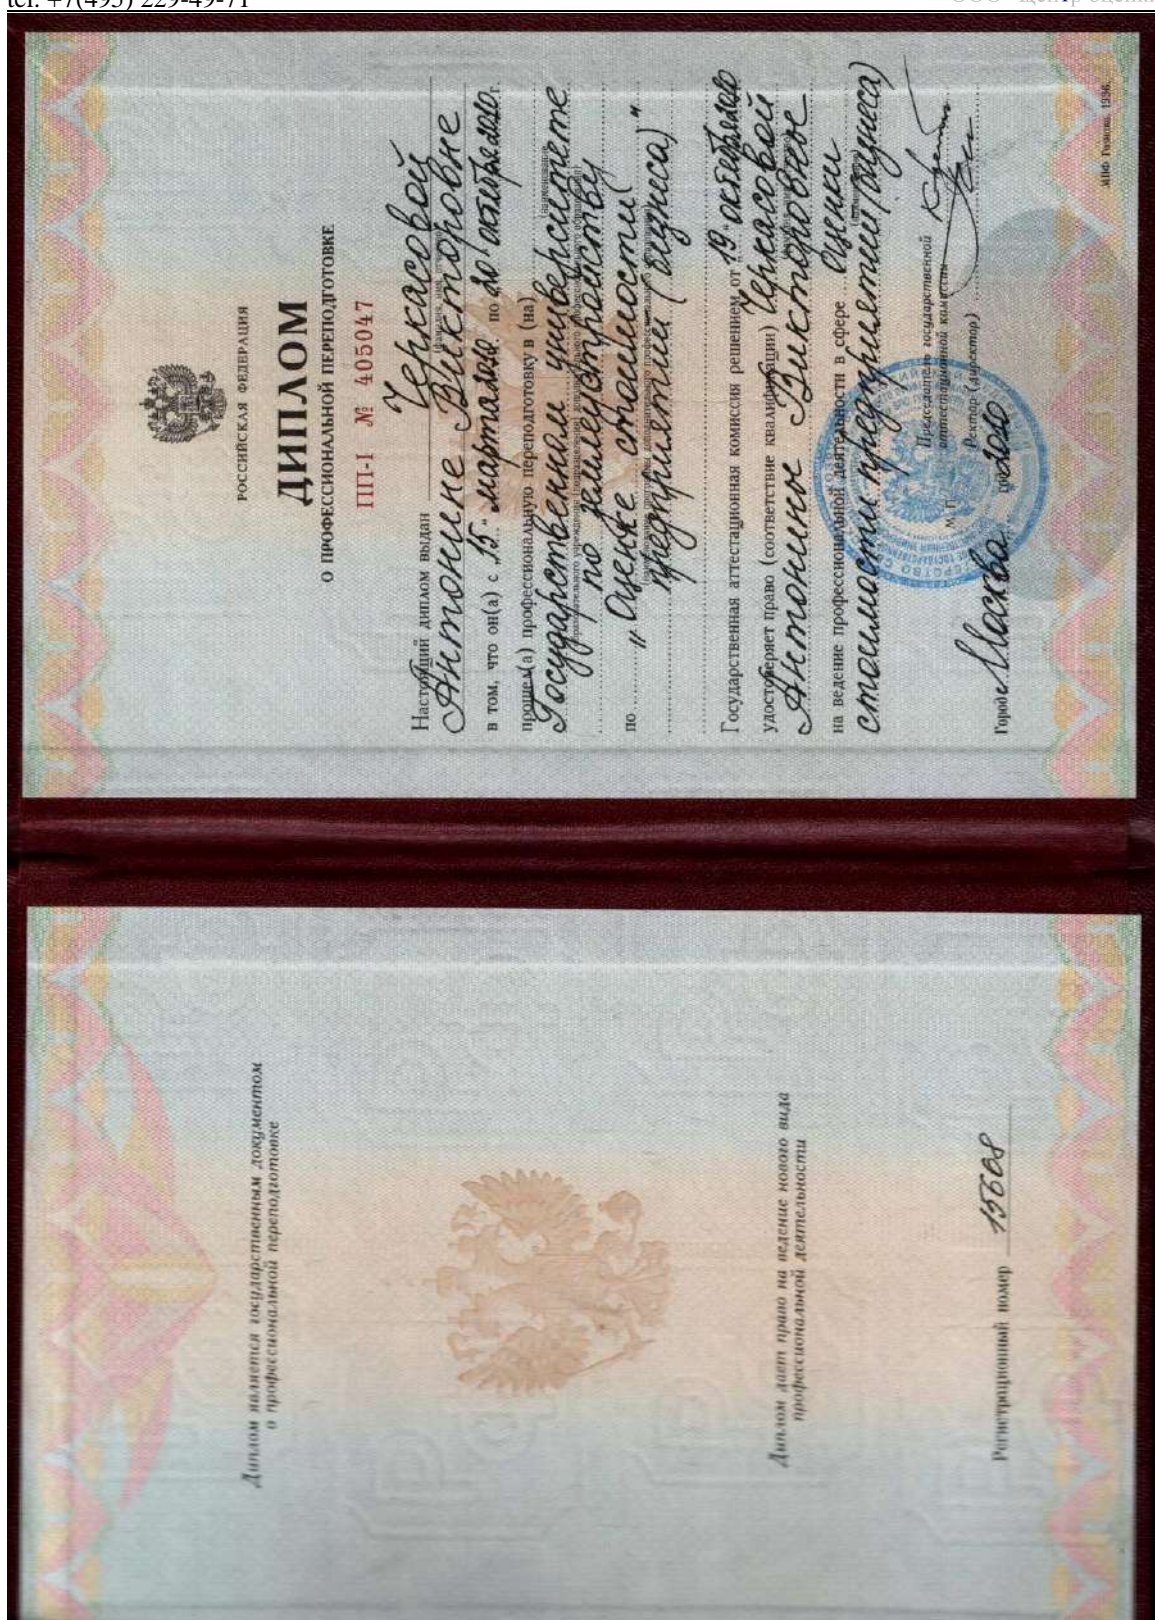 tel. +7(495) 229-49-71
РОССИЙСКАЯ ФЕДЕРАЦИЯ
ДИПЛОМ
О ПРОФЕССИОНАЛЬНОЙ ПЕРЕПОДГОТОВКЕ
ПП-I № 405047
Настоящий диплом выдан Черкасовой
Антонине Викторовне
в том, что он(а) с „15“ марта 2010 г. по „20“ октября 2010 г.
прошел(а) профессиональную переподготовку в (на)
Государственном университете
по землеустройству
по „Оценке стоимости
предприятия (бизнеса)“
Государственная аттестационная комиссия решением от „19“ октября 2010
удостоверяет право (соответствие квалификации) Черкасовой
Антонины Викторовны
на ведение профессиональной деятельности в сфере Оценки
стоимости предприятия (бизнеса)
Председатель государственной
аттестационной комиссии
Ректор (директор)
М. П.
Город Москва год 2010
Диплом является государственным документом
о профессиональной переподготовке
Диплом дает право на ведение нового вида
профессиональной деятельности
Регистрационный номер 15608